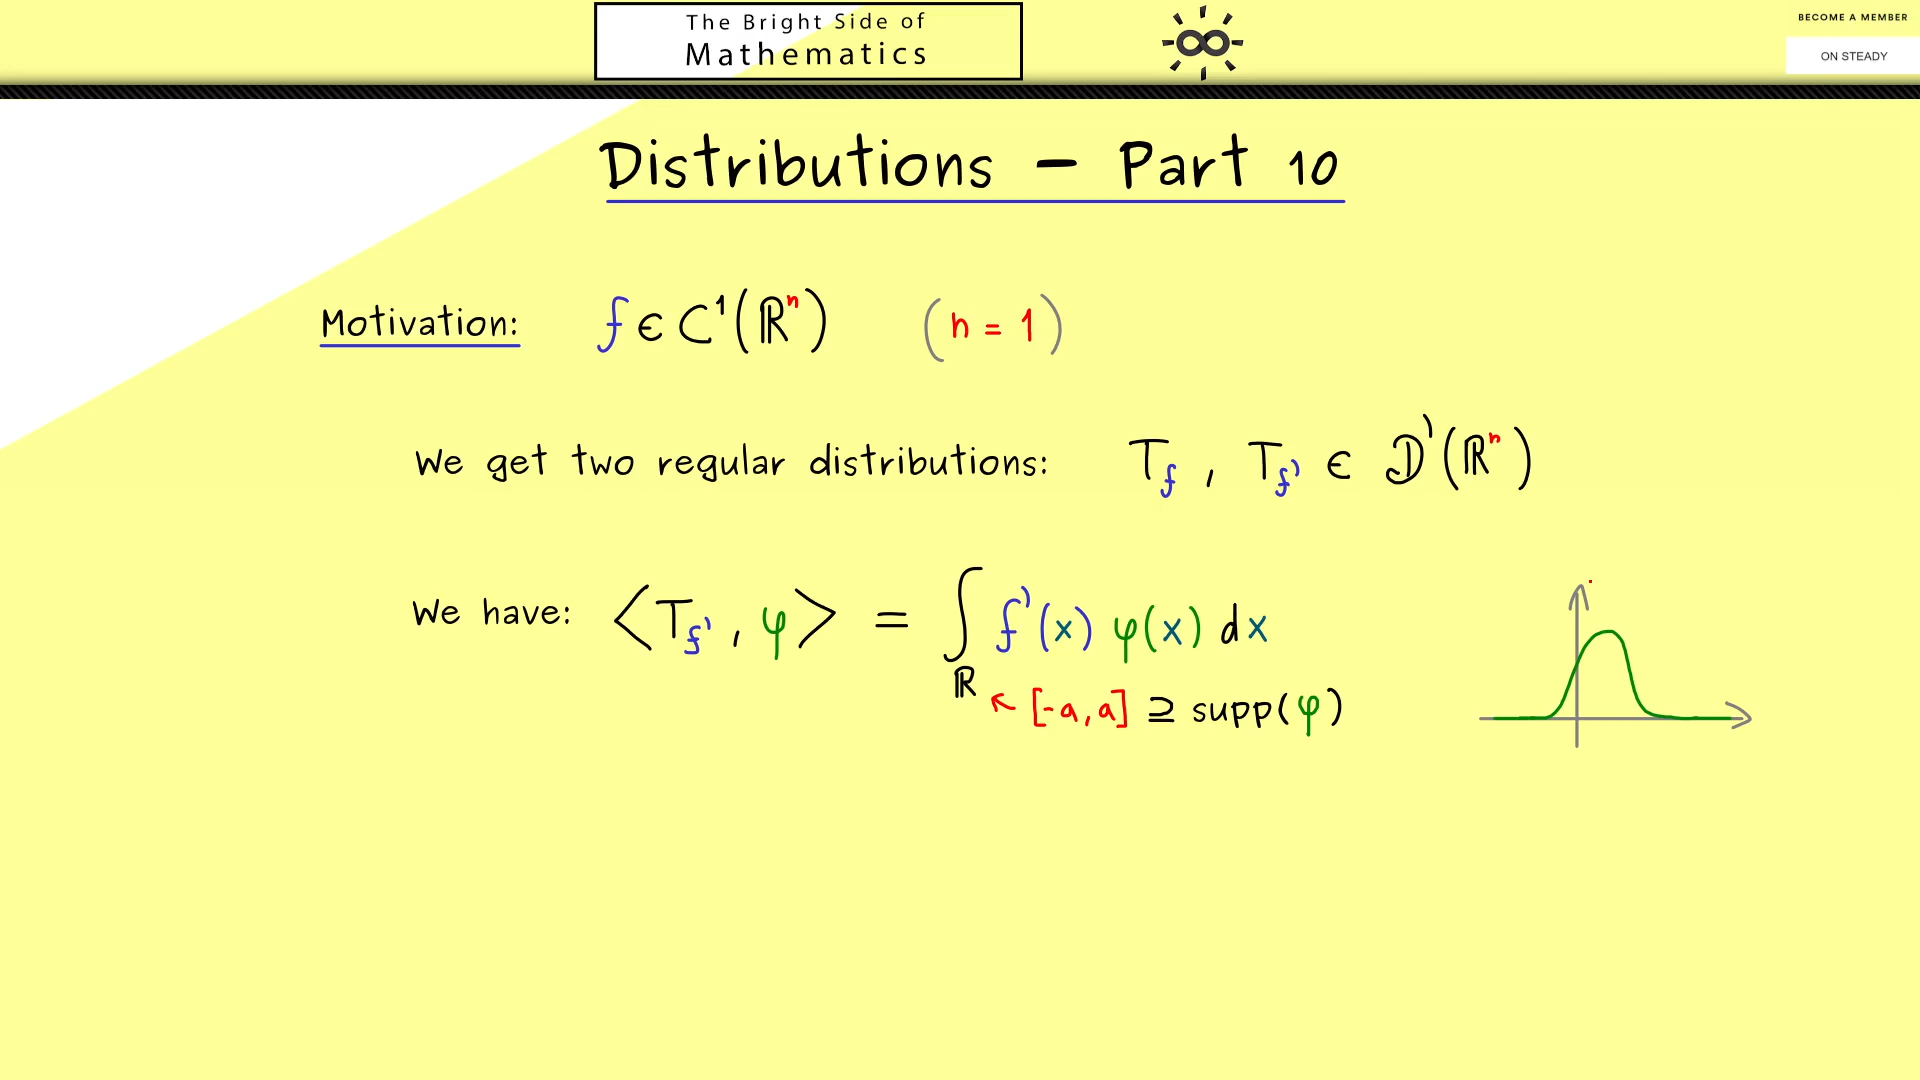 The Bright Side of
Mathematics
BECOME A MEMBER
ON STEADY
Distributions – Part 10
Motivation: f ∈ C¹(ℝⁿ) (n = 1)
We get two regular distributions: T_f , T_f' ∈ 𝒟'(ℝⁿ)
We have: ⟨T_f' , φ⟩ = ∫_ℝ f'(x) φ(x) dx
↖ [-a, a] ⊇ supp(φ)